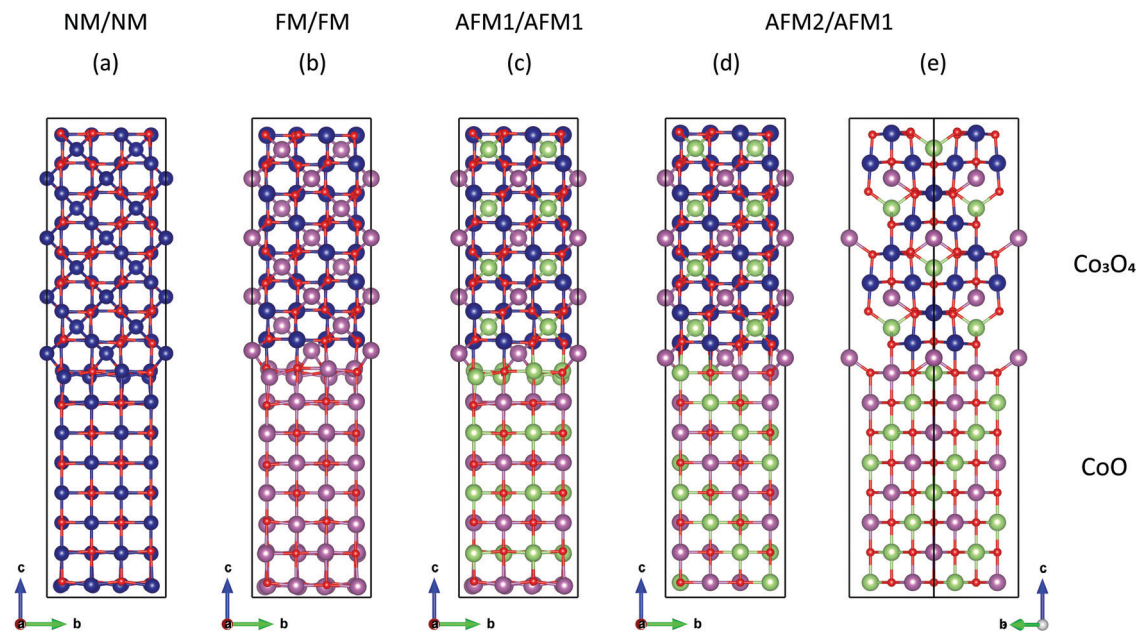 NM/NM FM/FM AFM1/AFM1 AFM2/AFM1
(a) (b) (c) (d) (e)
Co₃O₄
CoO
c c c c c
a b a b a b a b b